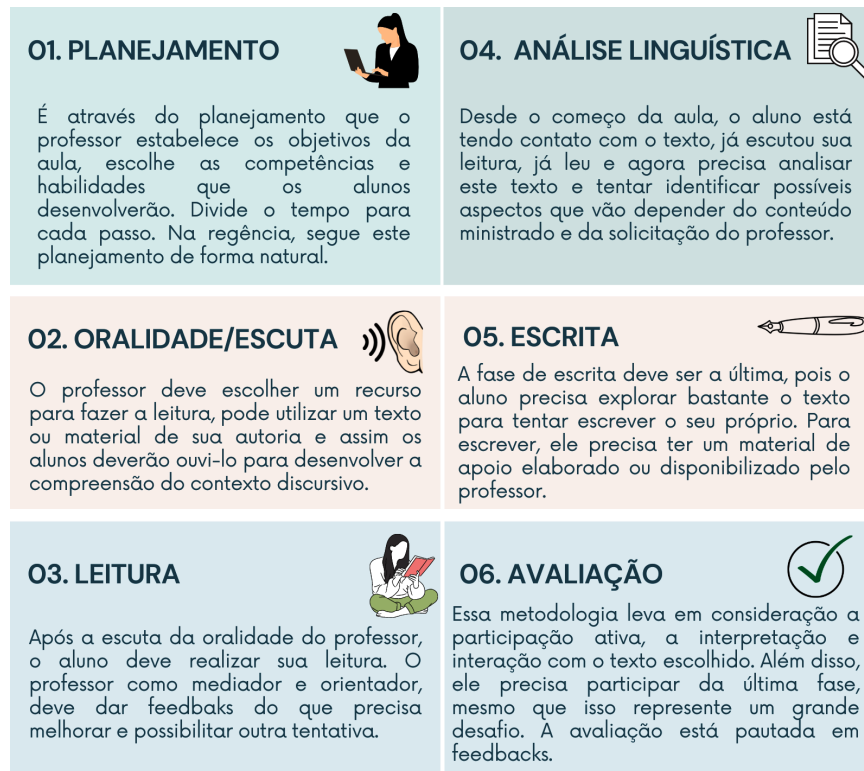 01. PLANEJAMENTO
É através do planejamento que o
professor estabelece os objetivos da
aula, escolhe as competências e
habilidades que os alunos
desenvolverão. Divide o tempo para
cada passo. Na regência, segue este
planejamento de forma natural.
02. ORALIDADE/ESCUTA
O professor deve escolher um recurso
para fazer a leitura, pode utilizar um texto
ou material de sua autoria e assim os
alunos deverão ouvi-lo para desenvolver a
compreensão do contexto discursivo.
03. LEITURA
Após a escuta da oralidade do professor,
o aluno deve realizar sua leitura. O
professor como mediador e orientador,
deve dar feedbaks do que precisa
melhorar e possibilitar outra tentativa.
04. ANÁLISE LINGUÍSTICA
Desde o começo da aula, o aluno está
tendo contato com o texto, já escutou sua
leitura, já leu e agora precisa analisar
este texto e tentar identificar possíveis
aspectos que vão depender do conteúdo
ministrado e da solicitação do professor.
05. ESCRITA
A fase de escrita deve ser a última, pois o
aluno precisa explorar bastante o texto
para tentar escrever o seu próprio. Para
escrever, ele precisa ter um material de
apoio elaborado ou disponibilizado pelo
professor.
06. AVALIAÇÃO
Essa metodologia leva em consideração a
participação ativa, a interpretação e
interação com o texto escolhido. Além disso,
ele precisa participar da última fase,
mesmo que isso represente um grande
desafio. A avaliação está pautada em
feedbacks.